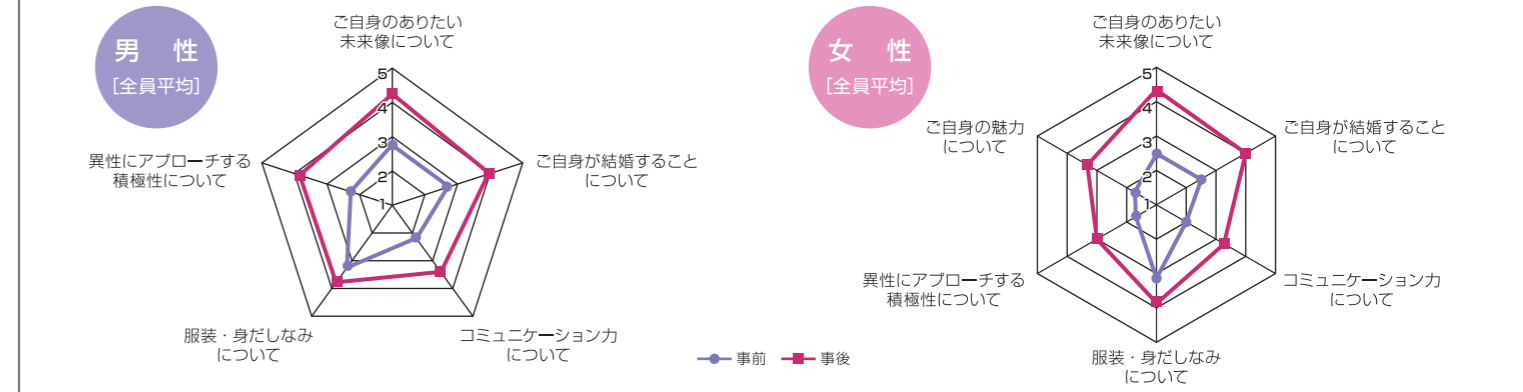 男 性
[全員平均]
ご自身のありたい
未来像について
5
4
3
2
1
異性にアプローチする
積極性について
ご自身が結婚すること
について
服装・身だしなみ
について
コミュニケーション力
について
女 性
[全員平均]
ご自身のありたい
未来像について
5
4
3
2
1
ご自身の魅力
について
ご自身が結婚すること
について
異性にアプローチする
積極性について
コミュニケーション力
について
服装・身だしなみ
について
事前 事後